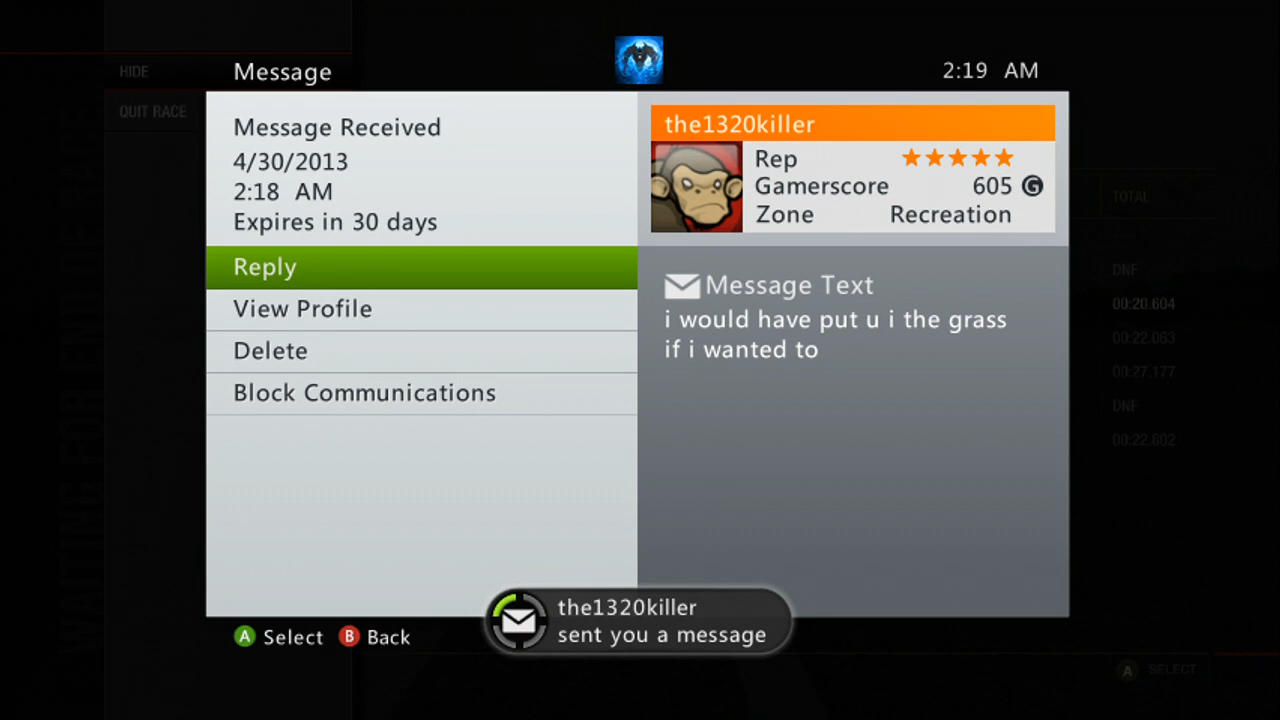 HIDE
QUIT RACE
Message
2:19 AM
Message Received
4/30/2013
2:18 AM
Expires in 30 days
Reply
View Profile
Delete
Block Communications
the1320killer
Rep
Gamerscore 605 G
Zone Recreation
Message Text
i would have put u i the grass
if i wanted to
TOTAL
DNF
00:20.604
00:22.063
00:27.177
DNF
00:22.802
the1320killer
sent you a message
A Select B Back
A SELECT